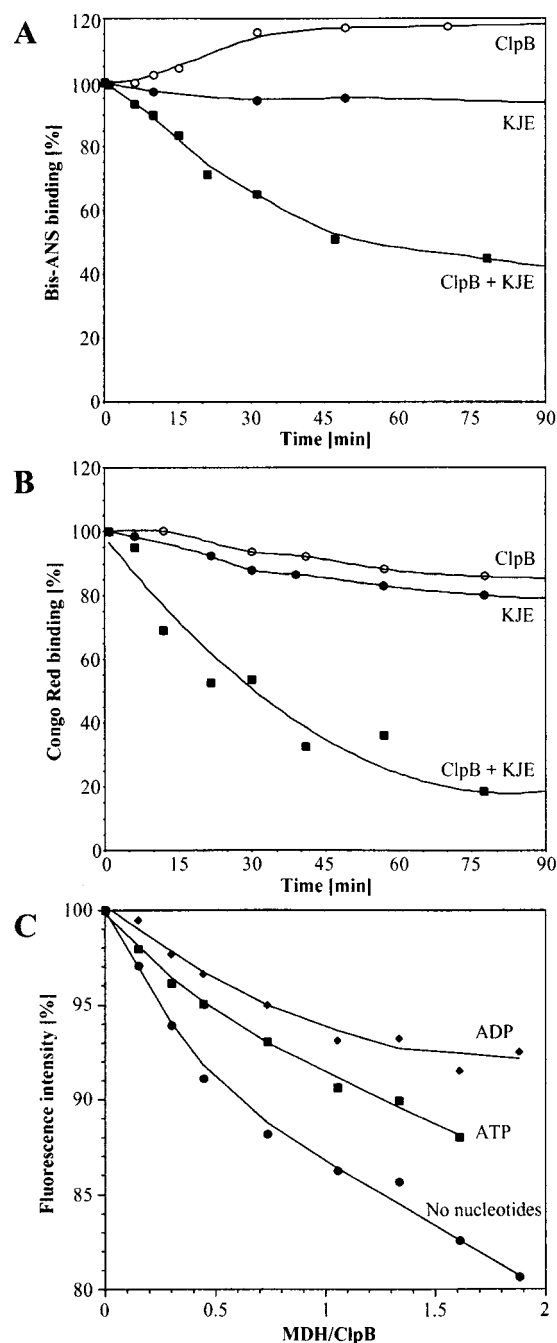 A
120
100
80
60
40
20
0
Bis-ANS binding [%]
ClpB
KJE
ClpB + KJE
0 15 30 45 60 75 90
Time [min]
B
120
100
80
60
40
20
0
Congo Red binding [%]
ClpB
KJE
ClpB + KJE
0 15 30 45 60 75 90
Time [min]
C
100
95
90
85
80
Fluorescence intensity [%]
ADP
ATP
No nucleotides
0 0.5 1 1.5 2
MDH/ClpB